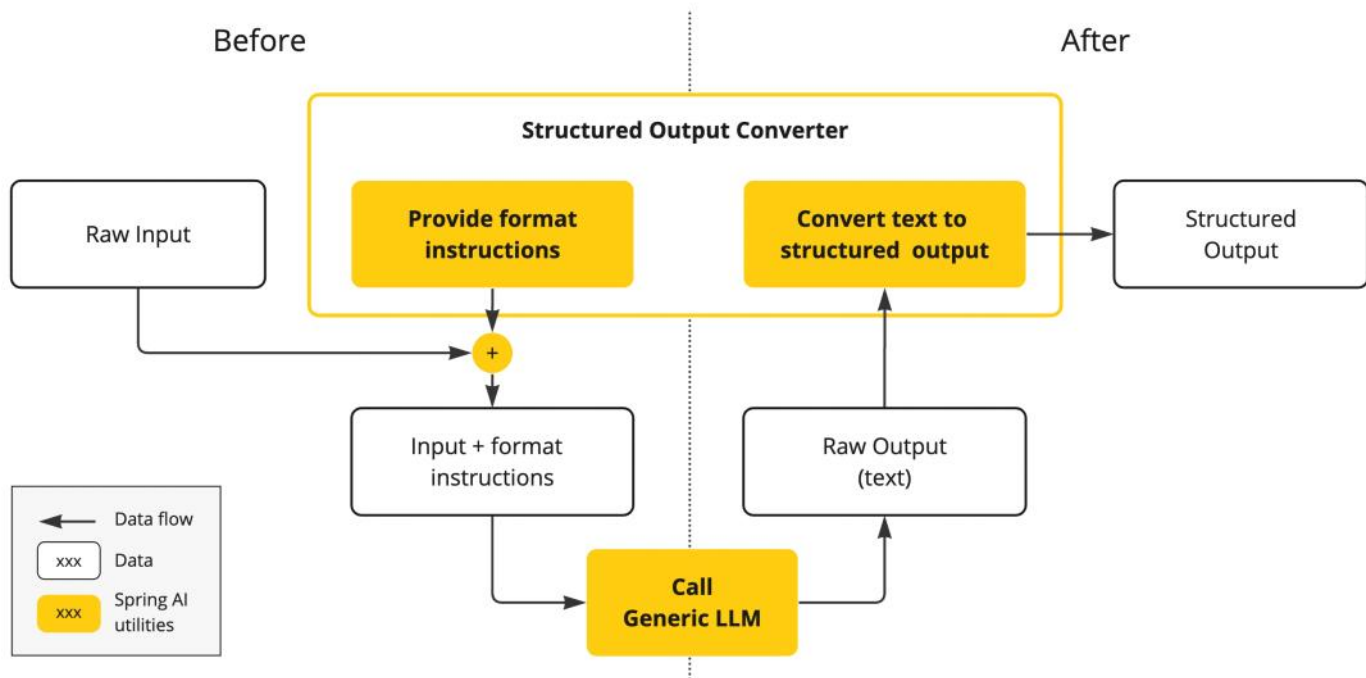 Before
After
Structured Output Converter
Raw Input
Provide format
instructions
Convert text to
structured output
Structured
Output
+
Input + format
instructions
Raw Output
(text)
Data flow
xxx
Data
xxx
Spring AI
utilities
Call
Generic LLM